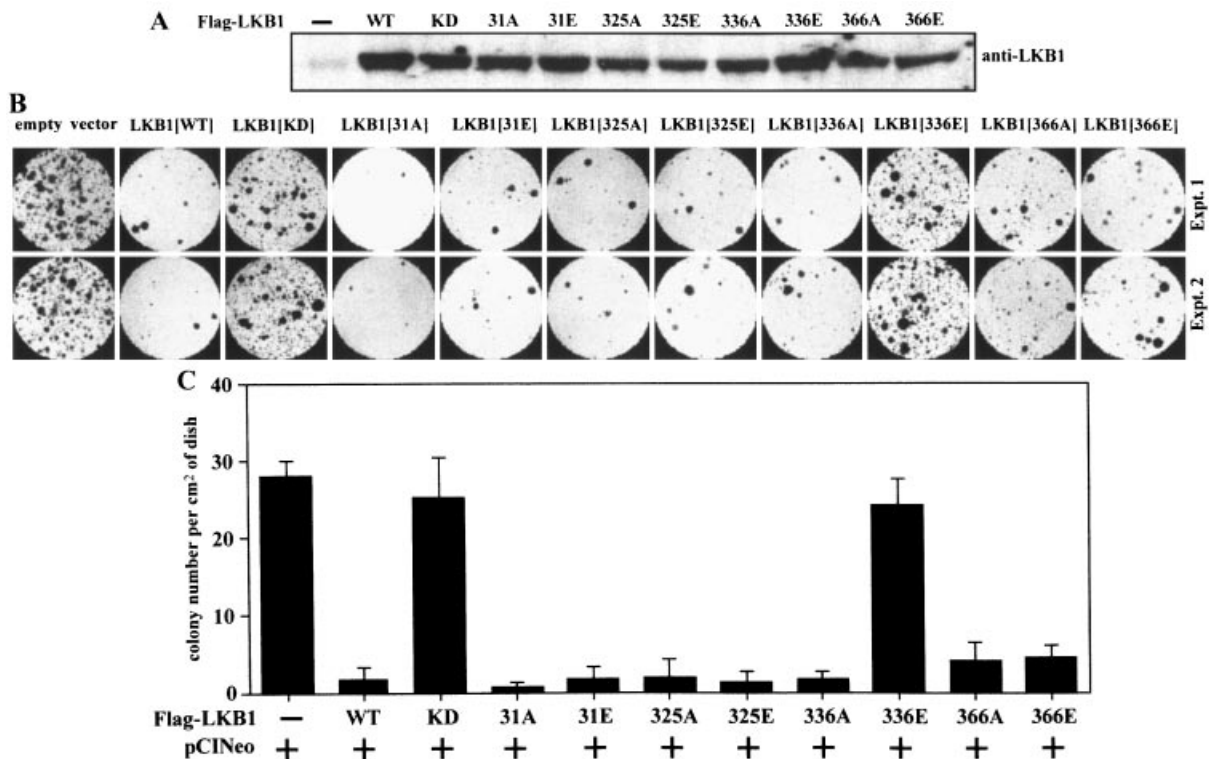 A Flag-LKB1 — WT KD 31A 31E 325A 325E 336A 336E 366A 366E
anti-LKB1
B
empty vector LKB1[WT] LKB1[KD] LKB1[31A] LKB1[31E] LKB1[325A] LKB1[325E] LKB1[336A] LKB1[336E] LKB1[366A] LKB1[366E]
Expt. 1
Expt. 2
C
colony number per cm² of dish
40
30
20
10
0
Flag-LKB1 — WT KD 31A 31E 325A 325E 336A 336E 366A 366E
pCINeo + + + + + + + + + + +